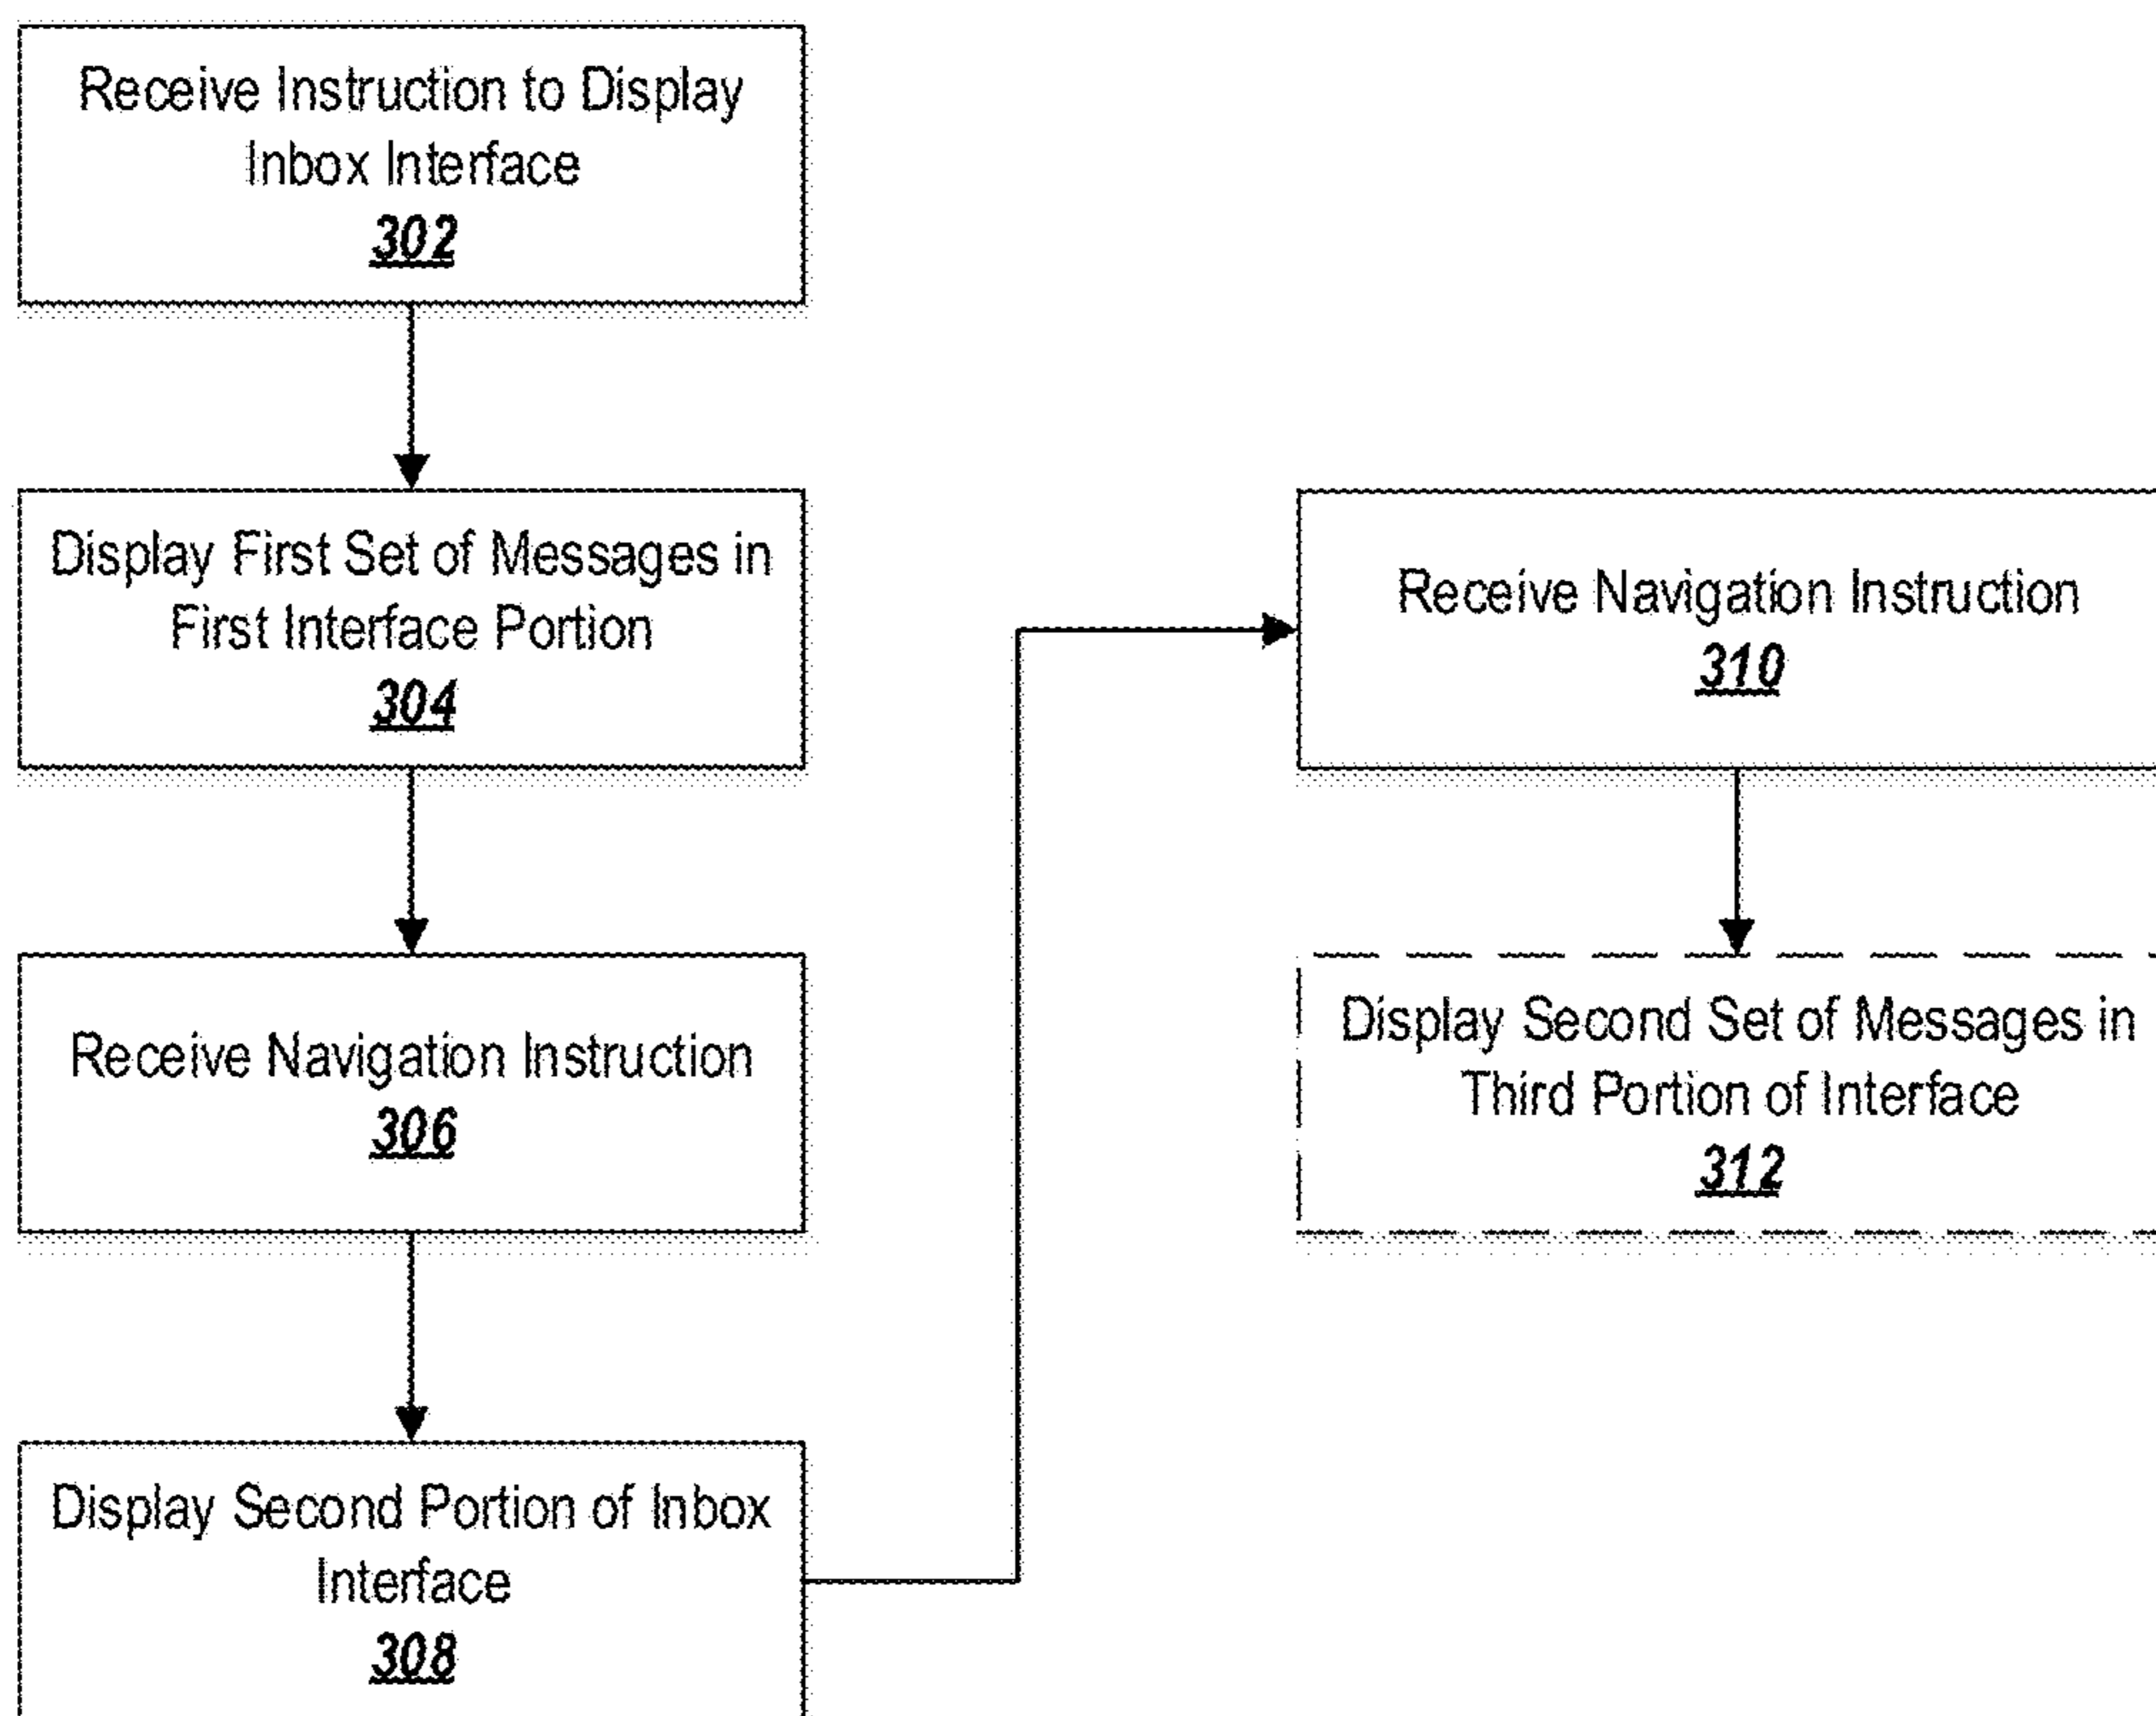 Receive Instruction to Display
Inbox Interface
302
Display First Set of Messages in
First Interface Portion
304
Receive Navigation Instruction
306
Display Second Portion of Inbox
Interface
308
Receive Navigation Instruction
310
Display Second Set of Messages in
Third Portion of Interface
312